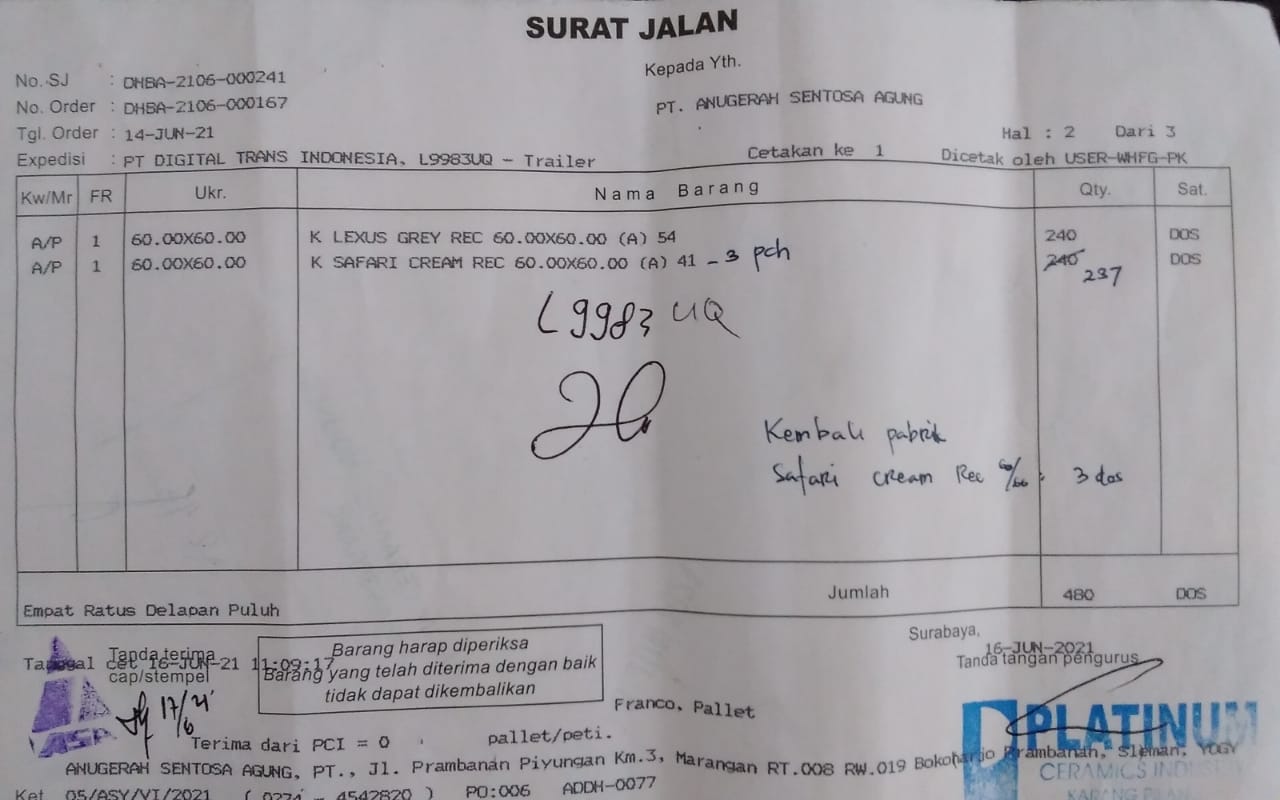 SURAT JALAN
No. SJ : DHBA-2106-000241
Kepada Yth.
No. Order : DHBA-2106-000167
PT. ANUGERAH SENTOSA AGUNG
Tgl. Order : 14-JUN-21
Hal : 2 Dari 3
Expedisi : PT DIGITAL TRANS INDONESIA, L9983UQ - Trailer
Cetakan ke 1 Dicetak oleh USER-WHFG-PK
Kw/Mr FR Ukr. Nama Barang Qty. Sat.
A/P 1 60.00X60.00 K LEXUS GREY REC 60.00X60.00 (A) 54 240 DOS
A/P 1 60.00X60.00 K SAFARI CREAM REC 60.00X60.00 (A) 41 - 3 pch 240 DOS
237
L 9983 UQ
Kembali pabrik
Safari cream Rec 60/60 : 3 dos
Jumlah 480 DOS
Empat Ratus Delapan Puluh
Surabaya,
16-JUN-2021
Tanda terima
Tanggal cet 16-JUN-21 11:09:17
cap/stempel
Barang harap diperiksa
Barang yang telah diterima dengan baik
tidak dapat dikembalikan
Tanda tangan pengurus
17/6 21'
ASA
Franco, Pallet
PLATINUM
Terima dari PCI = 0 pallet/peti.
ANUGERAH SENTOSA AGUNG, PT., Jl. Prambanan Piyungan Km.3, Marangan RT.008 RW.019 Bokoharjo Prambanan, Sleman, YOGY
CERAMICS INDUSTRY
Ket 05/ASY/VI/2021 ( 0274 - 4542820 ) PO:006 ADDH-0077
KARANG PILANG